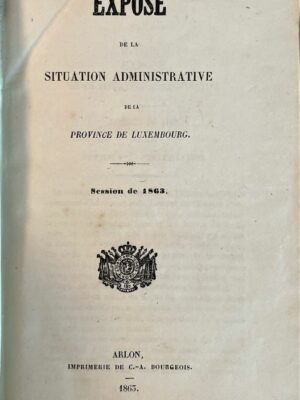 EXPOSÉ
DE LA
SITUATION ADMINISTRATIVE
DE LA
PROVINCE DE LUXEMBOURG.
Session de 1863.
ARLON,
IMPRIMERIE DE C.-A. BOURGEOIS.
1863.